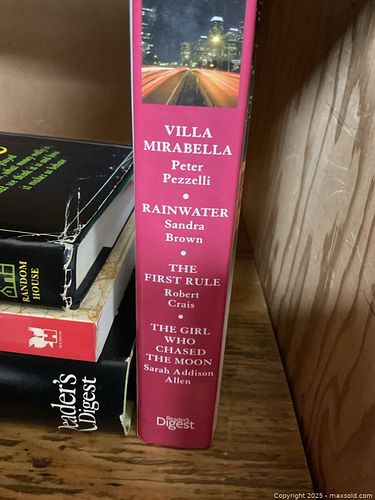 VILLA
MIRABELLA
Peter
Pezzelli
•
RAINWATER
Sandra
Brown
•
THE
FIRST RULE
Robert
Crais
•
THE GIRL
WHO
CHASED
THE MOON
Sarah Addison
Allen
Reader's
Digest
RANDOM
HOUSE
eader's
Digest
Copyright 2025 - maxsold.com